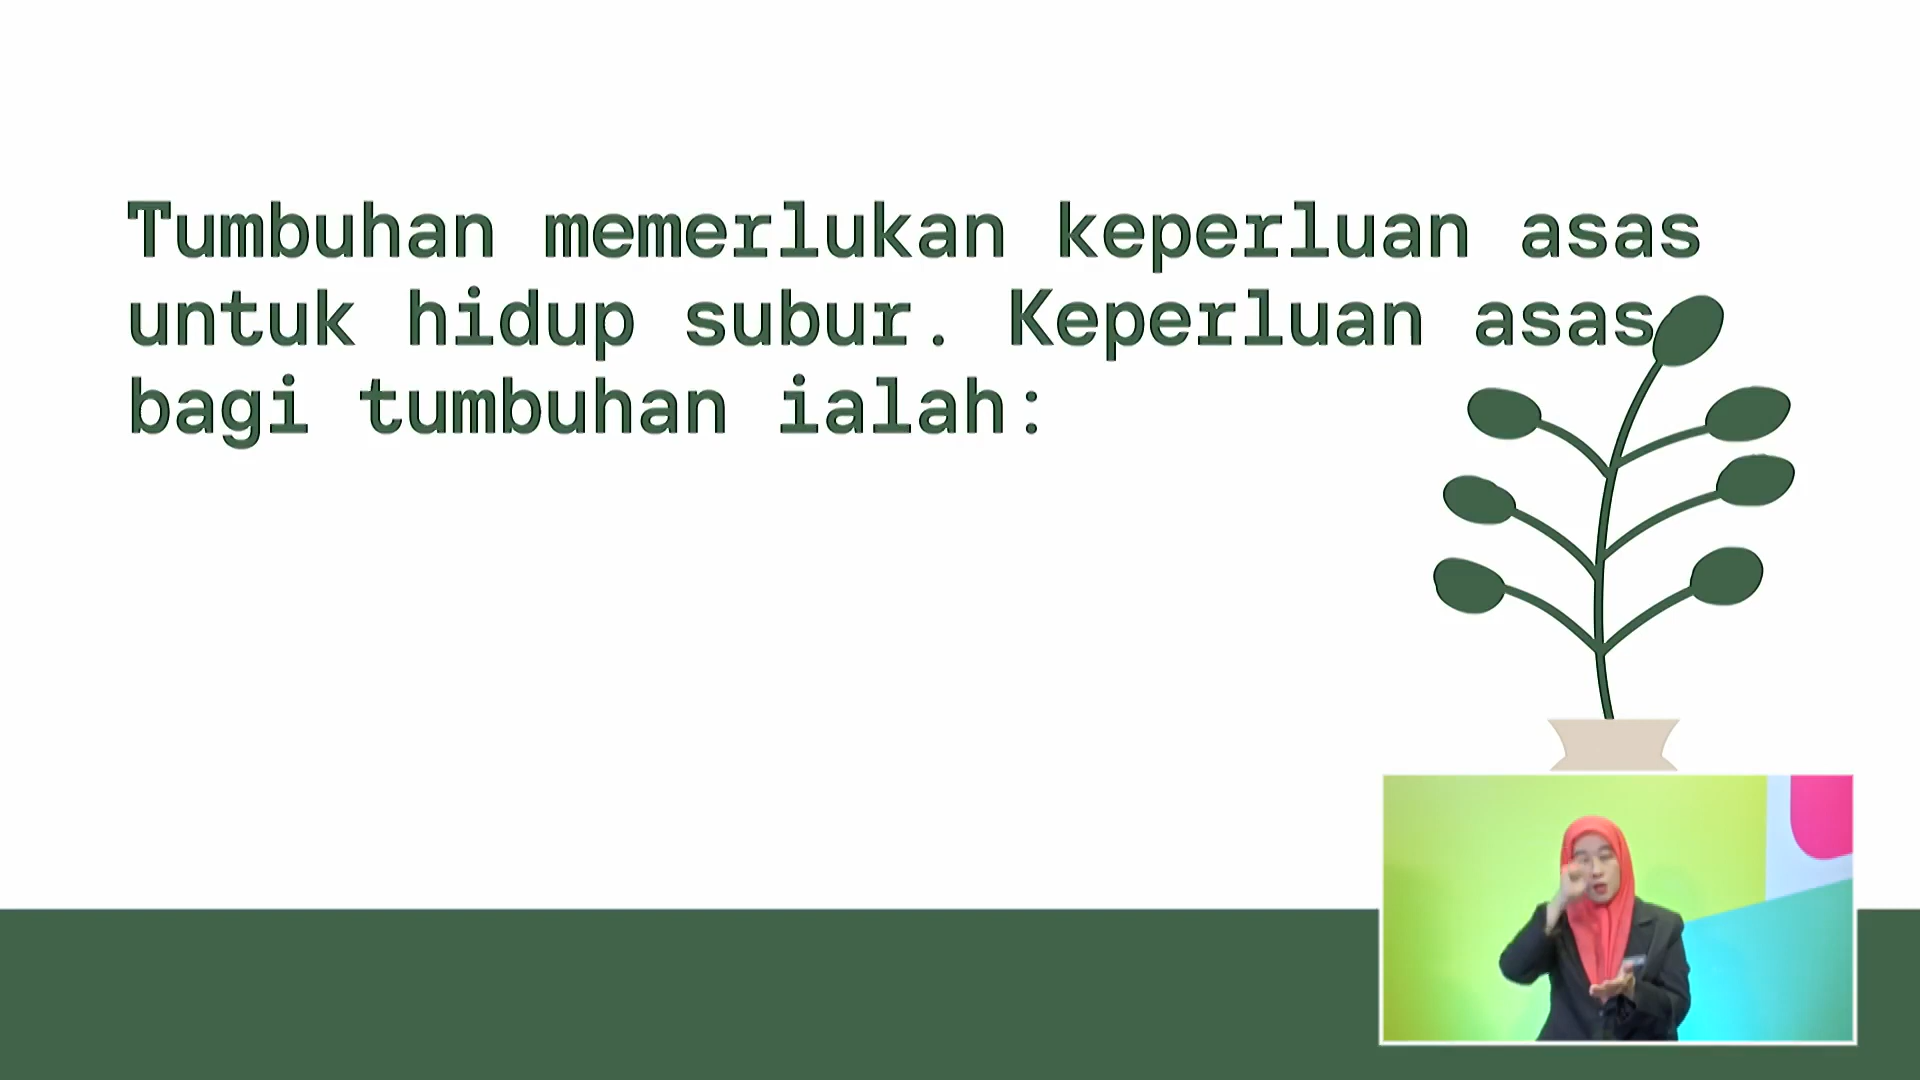 Tumbuhan memerlukan keperluan asas
untuk hidup subur. Keperluan asas
bagi tumbuhan ialah: